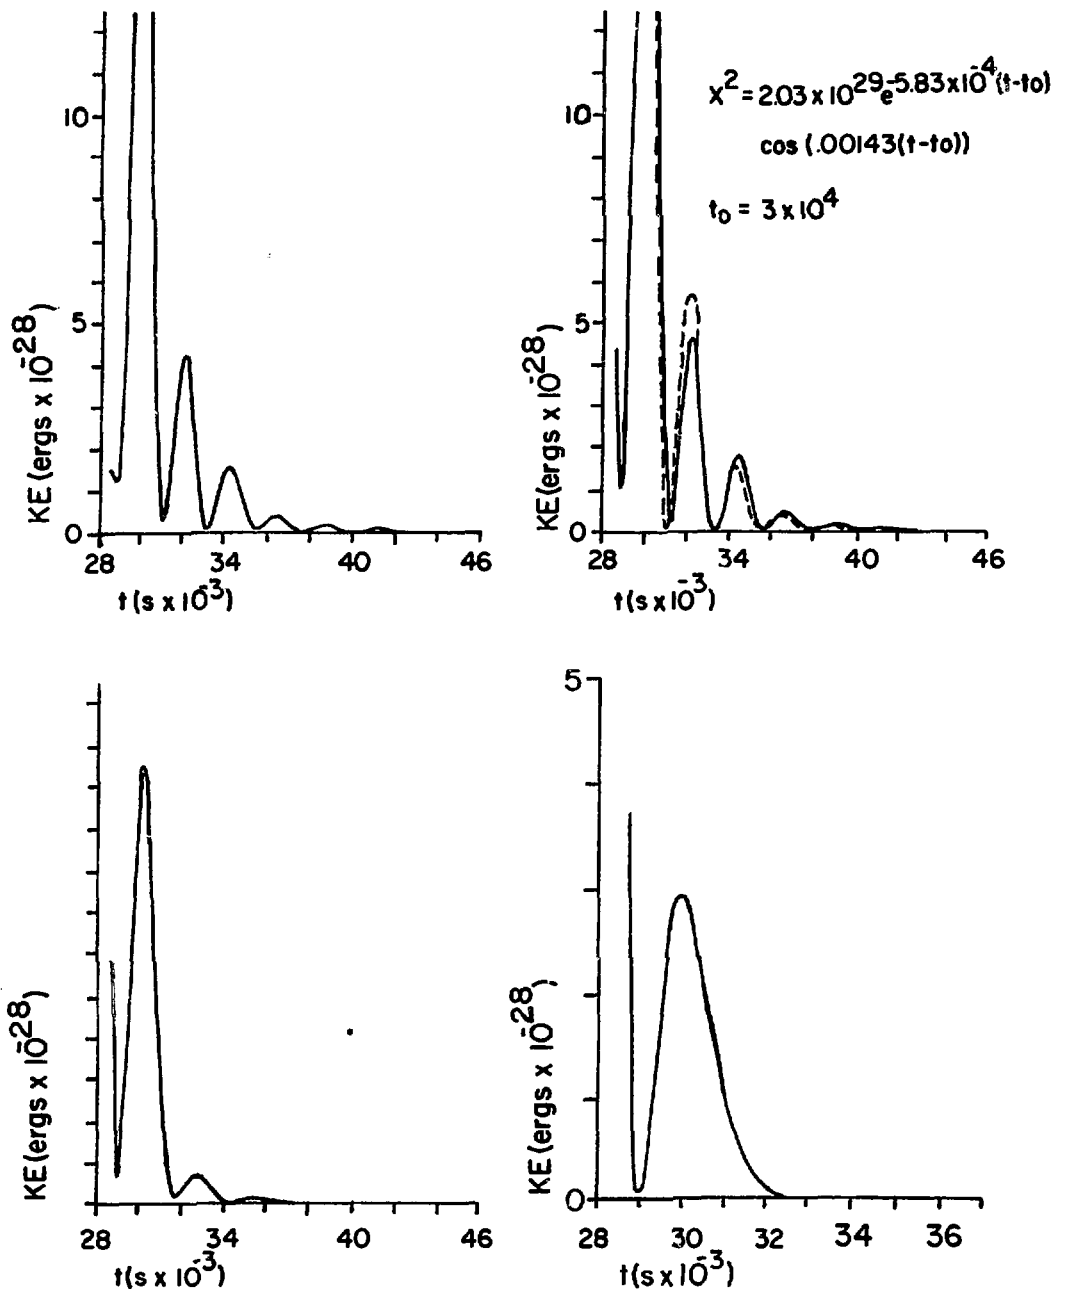 10
5
0
KE (ergs x 10^-28)
28 34 40 46
t (s x 10^-3)
x^2 = 2.03 x 10^29 e^-5.83x10^-4(t-to)
cos (.00143(t-to))
t_o = 3 x 10^4
10
5
0
KE (ergs x 10^-28)
28 34 40 46
t (s x 10^-3)
KE (ergs x 10^-28)
28 34 40 46
t (s x 10^-3)
5
0
KE (ergs x 10^-28)
28 30 32 34 36
t (s x 10^-3)